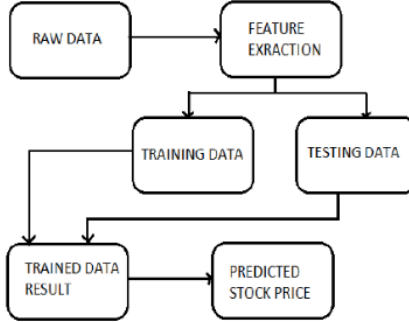 RAW DATA
FEATURE
EXRACTION
TRAINING DATA
TESTING DATA
TRAINED DATA
RESULT
PREDICTED
STOCK PRICE